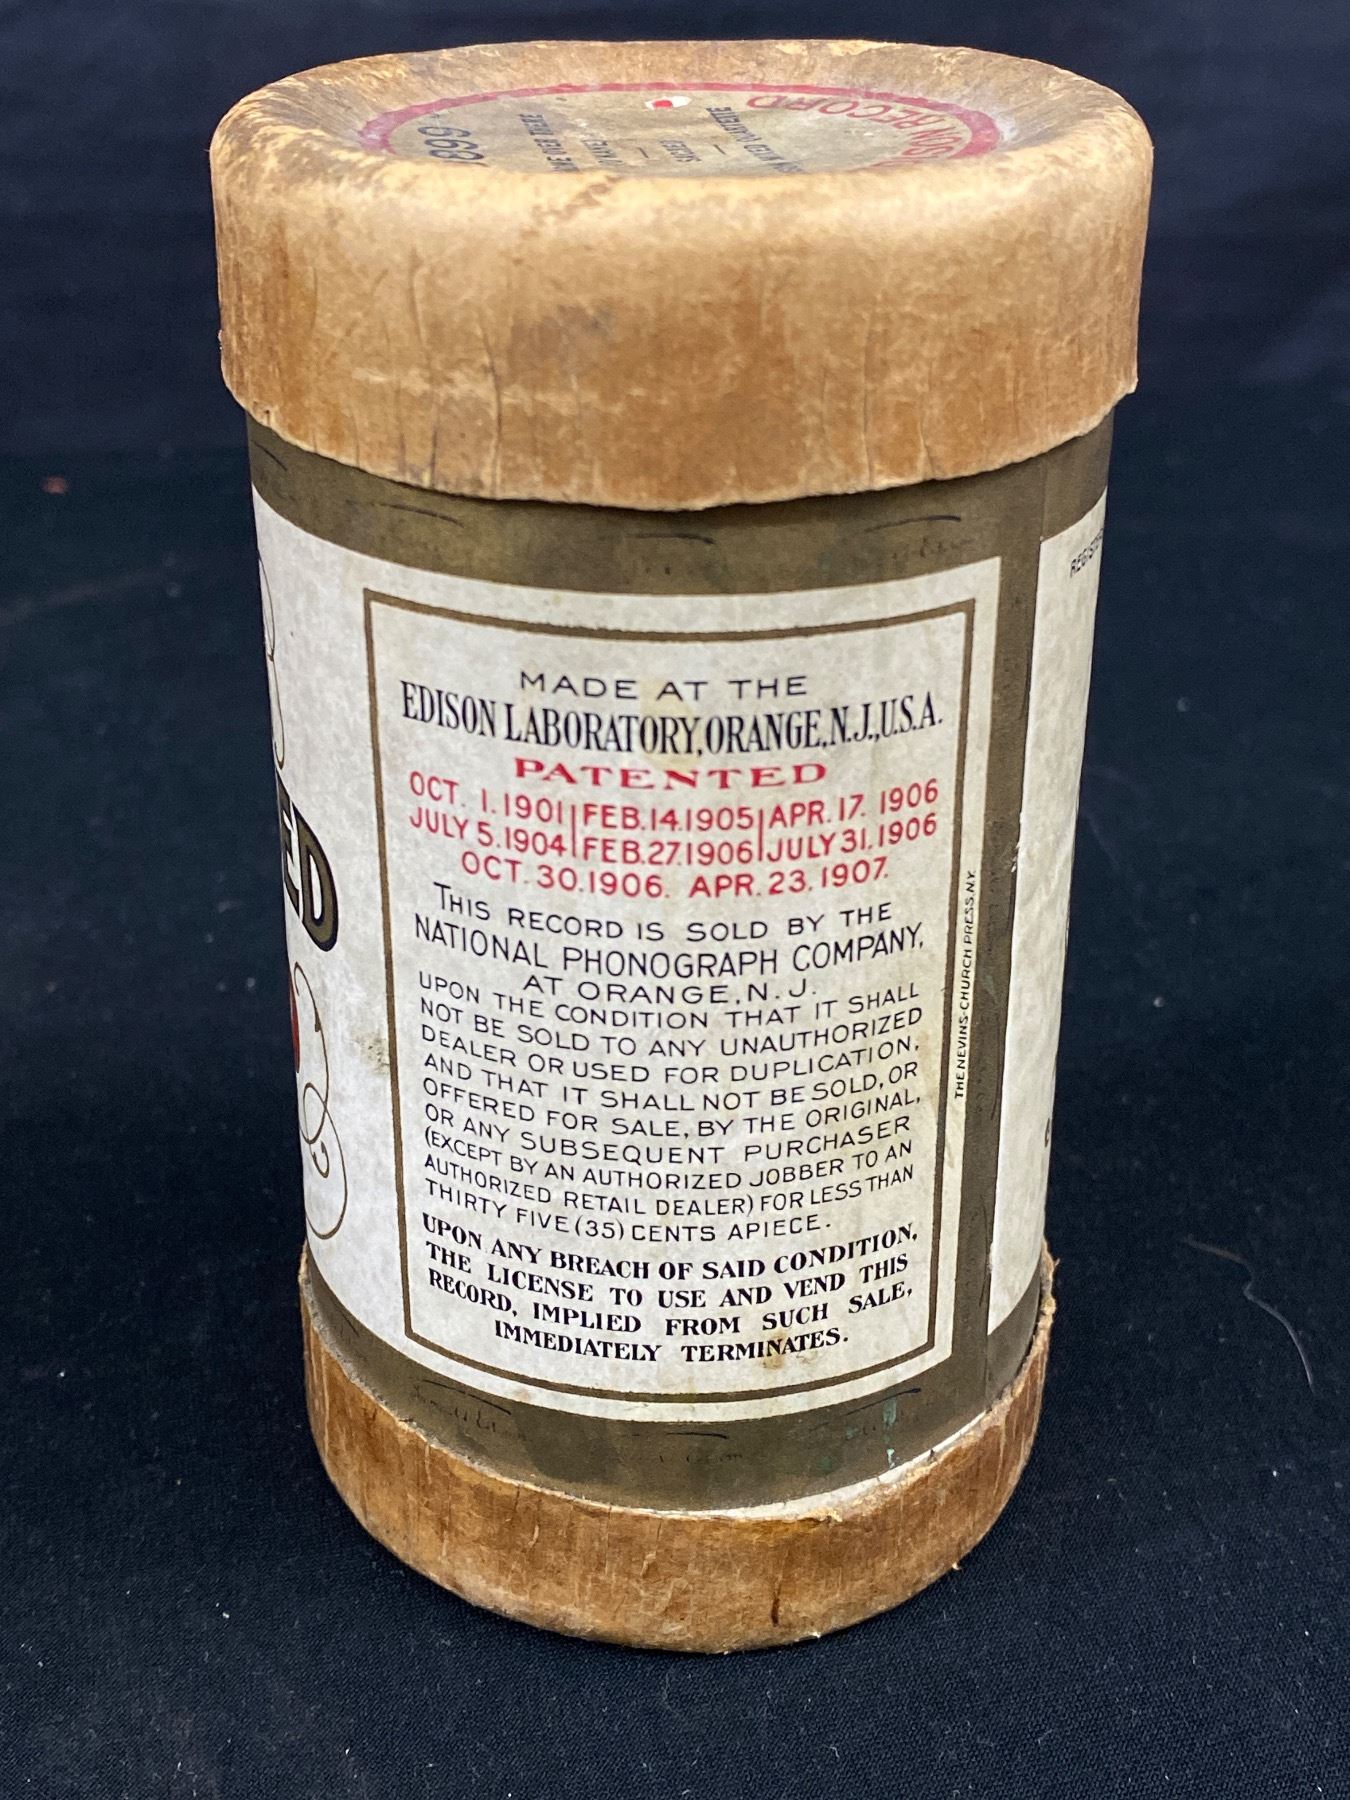 N RECORD
SACRED
MIXED QUARTETTE
OVER THERE
MADE AT THE
EDISON LABORATORY, ORANGE, N.J., U.S.A.
PATENTED
OCT. 1. 1901 FEB. 14. 1905 APR. 17. 1906
JULY 5. 1904 FEB. 27. 1906 JULY 31. 1906
OCT. 30. 1906. APR. 23. 1907.
THIS RECORD IS SOLD BY THE
NATIONAL PHONOGRAPH COMPANY,
AT ORANGE, N. J.
UPON THE CONDITION THAT IT SHALL
NOT BE SOLD TO ANY UNAUTHORIZED
DEALER OR USED FOR DUPLICATION,
AND THAT IT SHALL NOT BE SOLD, OR
OFFERED FOR SALE, BY THE ORIGINAL,
OR ANY SUBSEQUENT PURCHASER
(EXCEPT BY AN AUTHORIZED JOBBER TO AN
AUTHORIZED RETAIL DEALER) FOR LESS THAN
THIRTY FIVE (35) CENTS APIECE.
UPON ANY BREACH OF SAID CONDITION,
THE LICENSE TO USE AND VEND THIS
RECORD, IMPLIED FROM SUCH SALE,
IMMEDIATELY TERMINATES.
THE NEVINS-CHURCH PRESS. N.Y.
ED